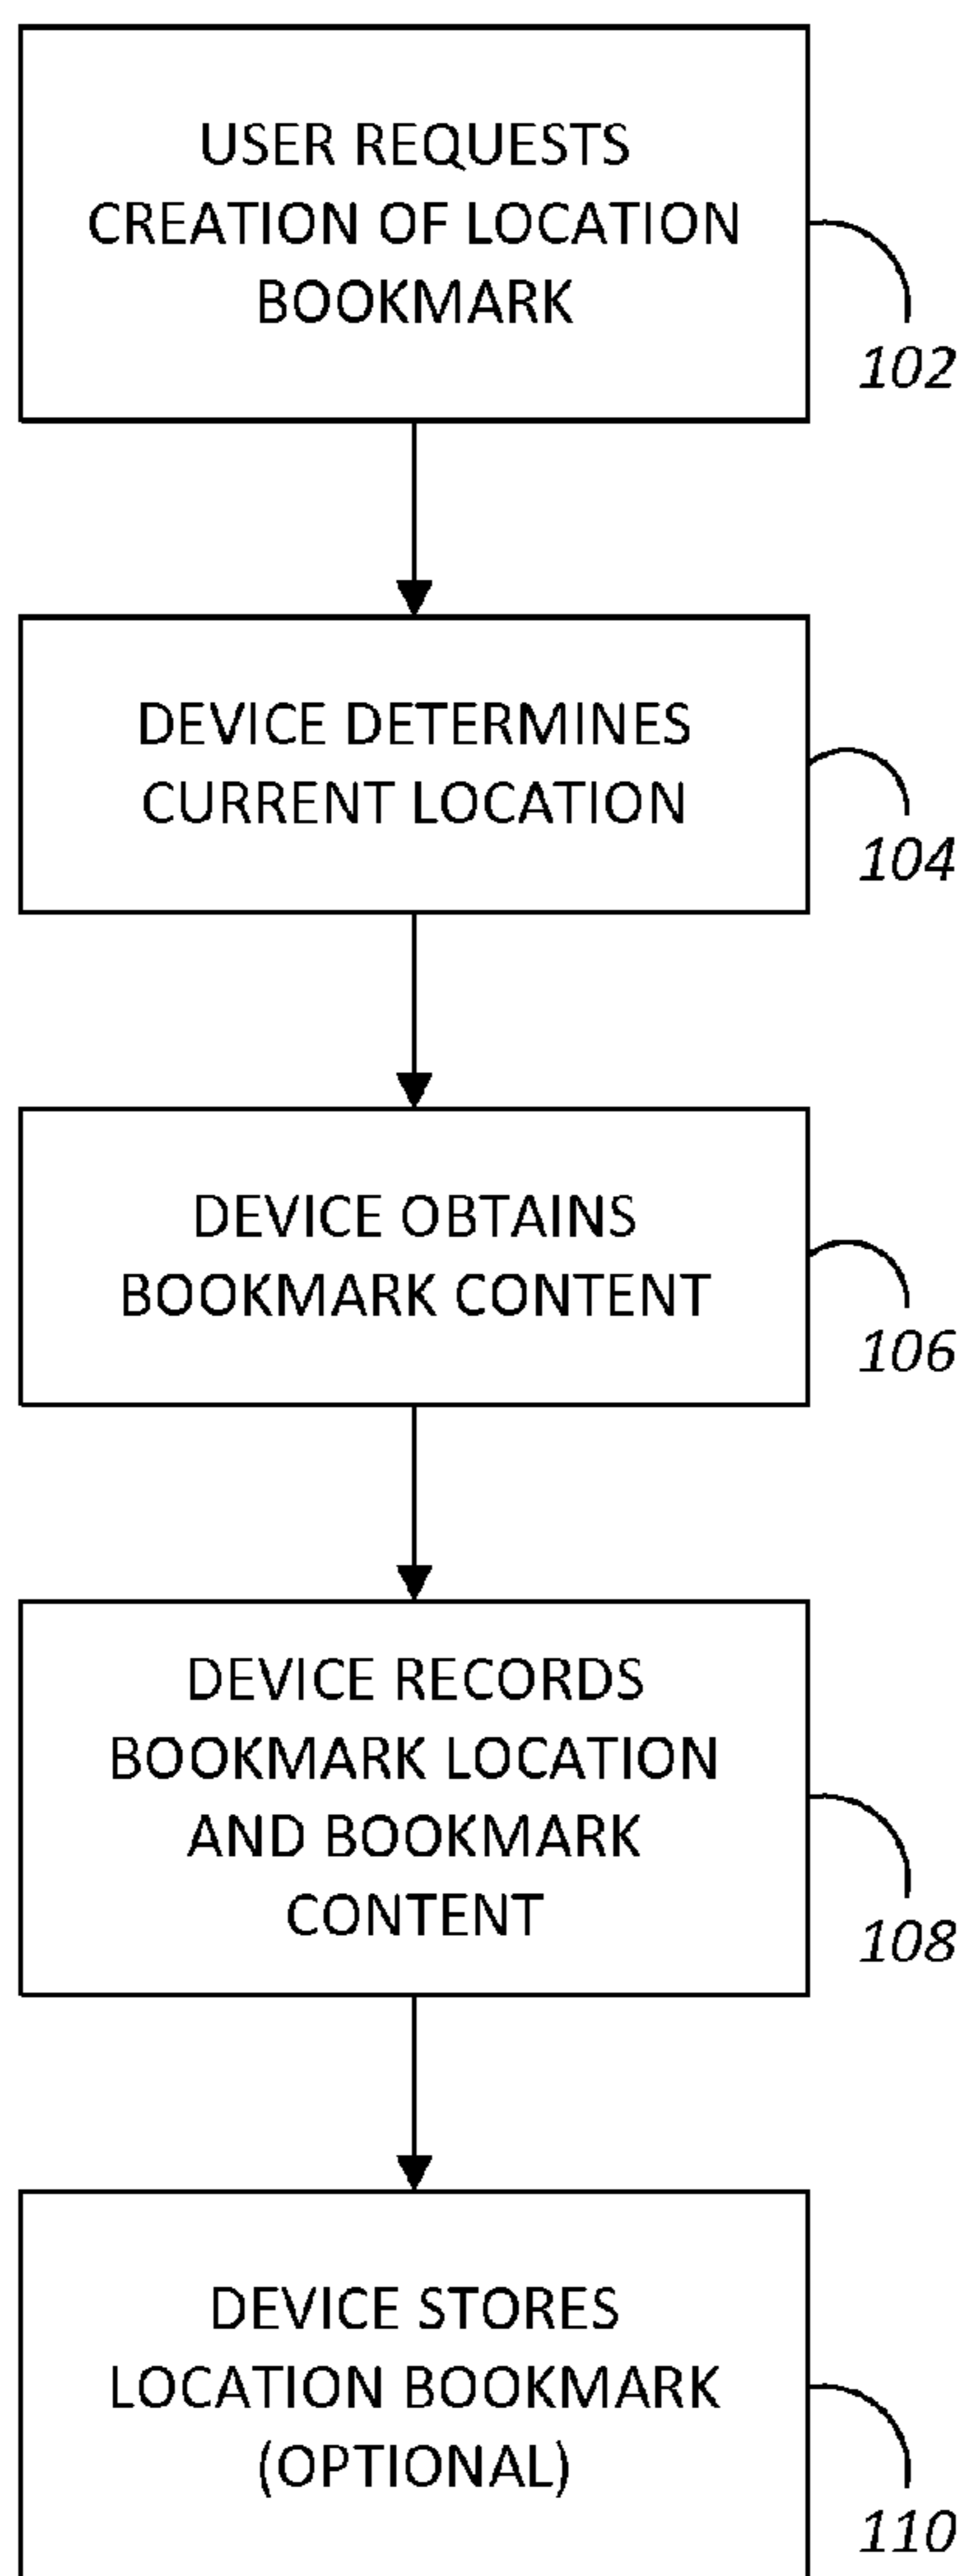 USER REQUESTS
CREATION OF LOCATION
BOOKMARK
102
DEVICE DETERMINES
CURRENT LOCATION
104
DEVICE OBTAINS
BOOKMARK CONTENT
106
DEVICE RECORDS
BOOKMARK LOCATION
AND BOOKMARK
CONTENT
108
DEVICE STORES
LOCATION BOOKMARK
(OPTIONAL)
110